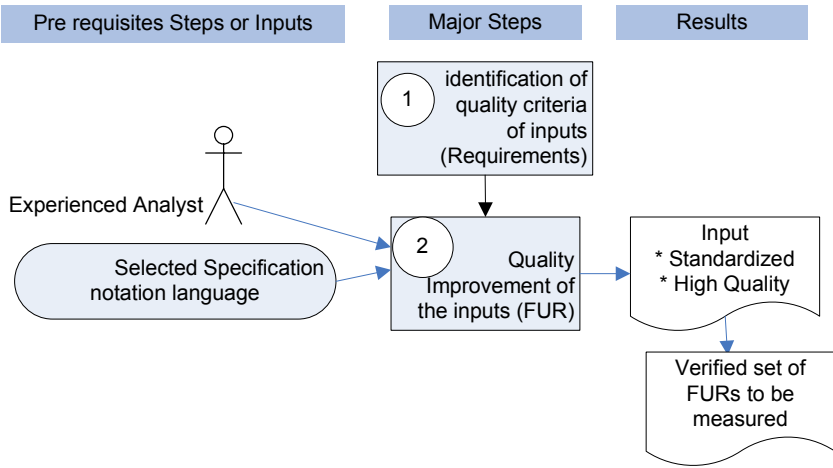 Pre requisites Steps or Inputs
Major Steps
Results
1
identification of
quality criteria
of inputs
(Requirements)
Experienced Analyst
Selected Specification
notation language
2
Quality
Improvement of
the inputs (FUR)
Input
* Standardized
* High Quality
Verified set of
FURs to be
measured